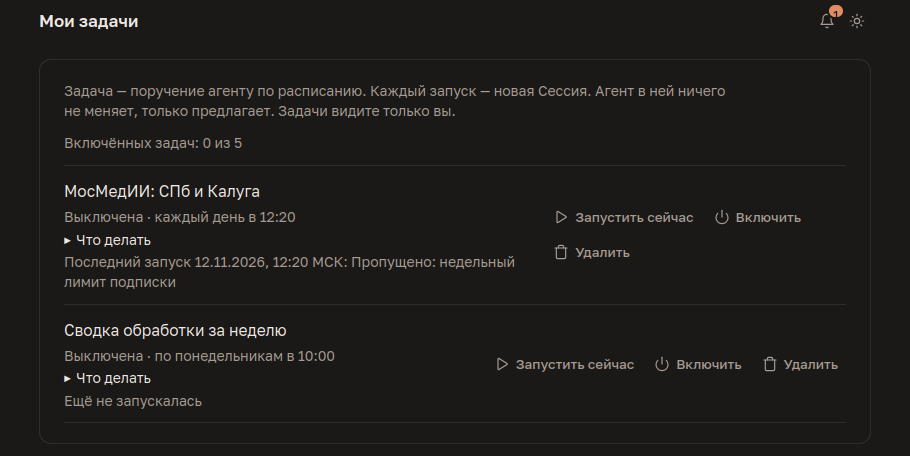 Мои задачи
1
Задача — поручение агенту по расписанию. Каждый запуск — новая Сессия. Агент в ней ничего
не меняет, только предлагает. Задачи видите только вы.
Включённых задач: 0 из 5
МосМедИИ: СПб и Калуга
Выключена · каждый день в 12:20
▸ Что делать
Последний запуск 12.11.2026, 12:20 МСК: Пропущено: недельный
лимит подписки
Запустить сейчас
Включить
Удалить
Сводка обработки за неделю
Выключена · по понедельникам в 10:00
▸ Что делать
Ещё не запускалась
Запустить сейчас
Включить
Удалить